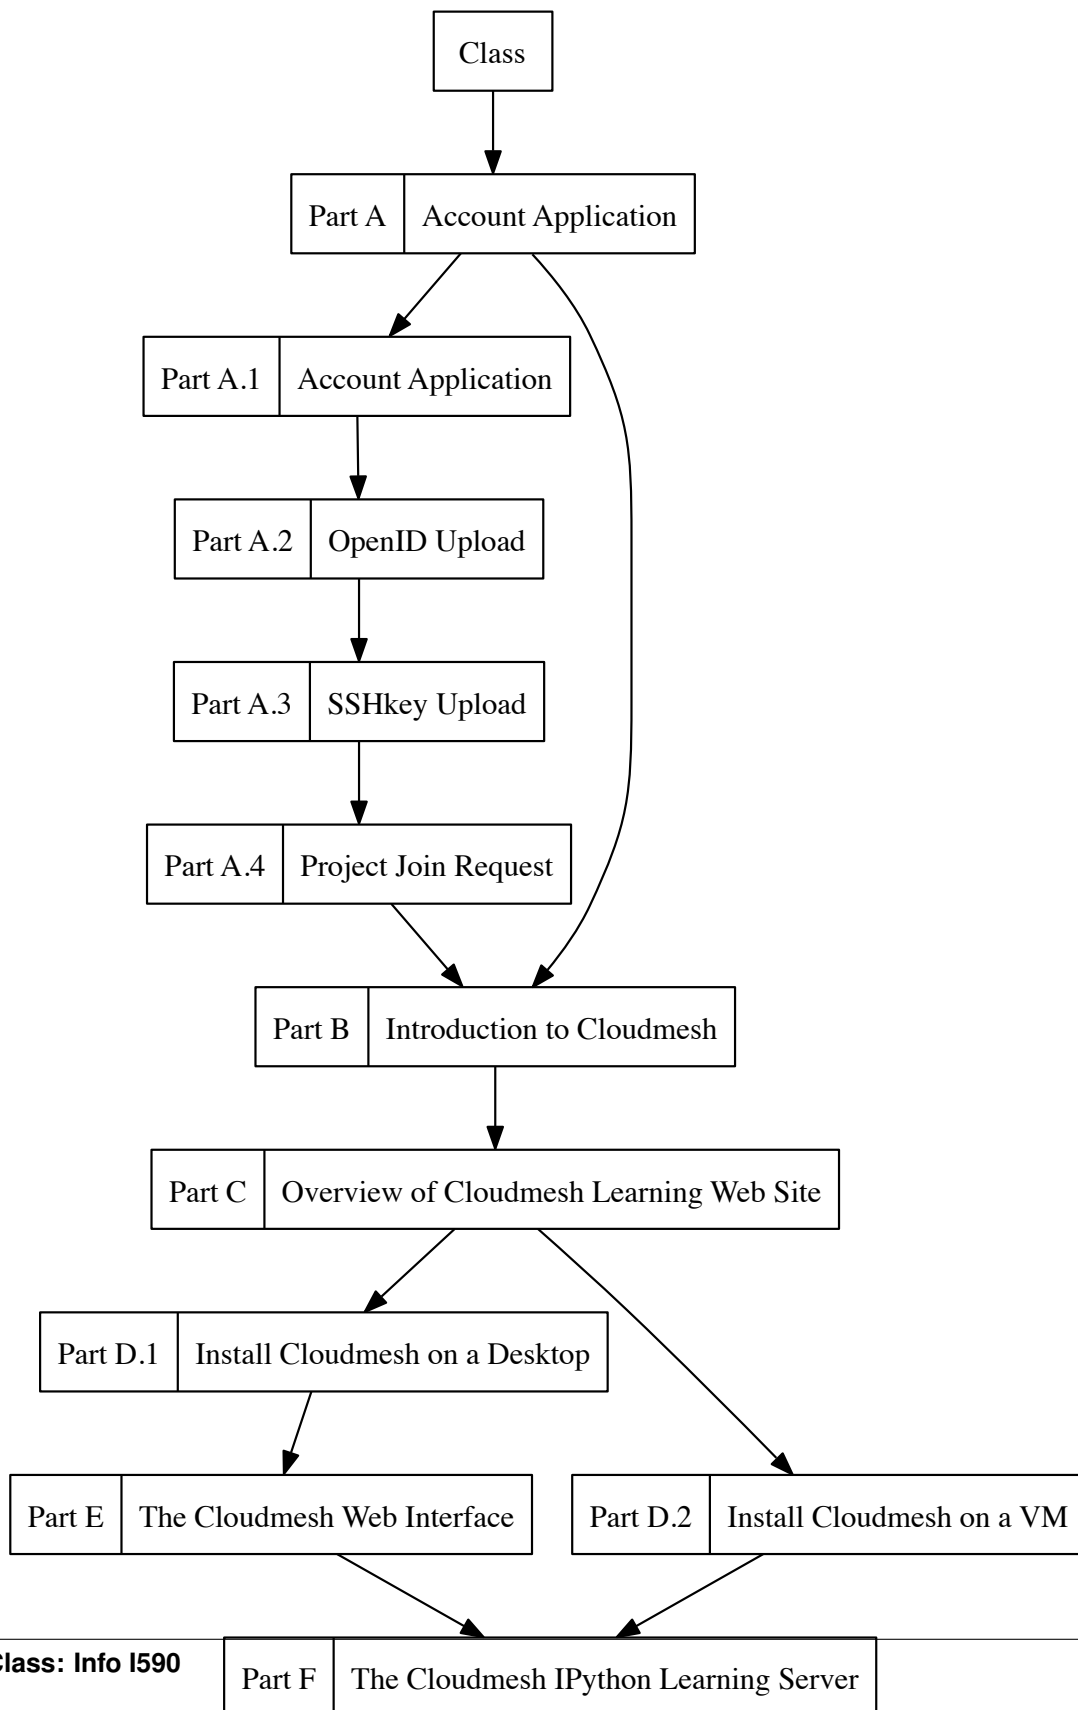 Class
Part A Account Application
Part A.1 Account Application
Part A.2 OpenID Upload
Part A.3 SSHkey Upload
Part A.4 Project Join Request
Part B Introduction to Cloudmesh
Part C Overview of Cloudmesh Learning Web Site
Part D.1 Install Cloudmesh on a Desktop
Part E The Cloudmesh Web Interface
Part D.2 Install Cloudmesh on a VM
Class: Info I590
Part F The Cloudmesh IPython Learning Server